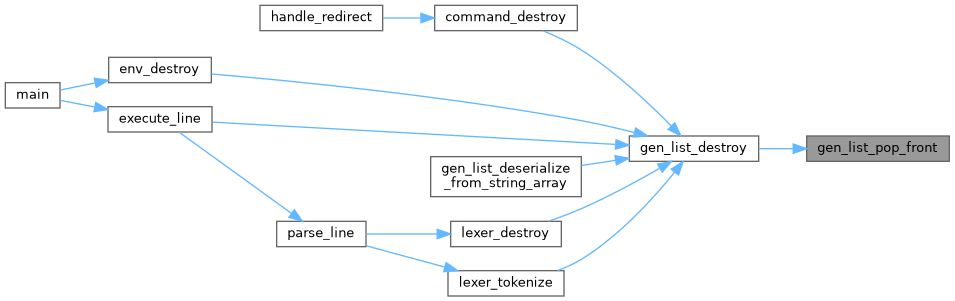 handle_redirect
command_destroy
env_destroy
main
execute_line
gen_list_destroy
gen_list_pop_front
gen_list_deserialize
_from_string_array
parse_line
lexer_destroy
lexer_tokenize